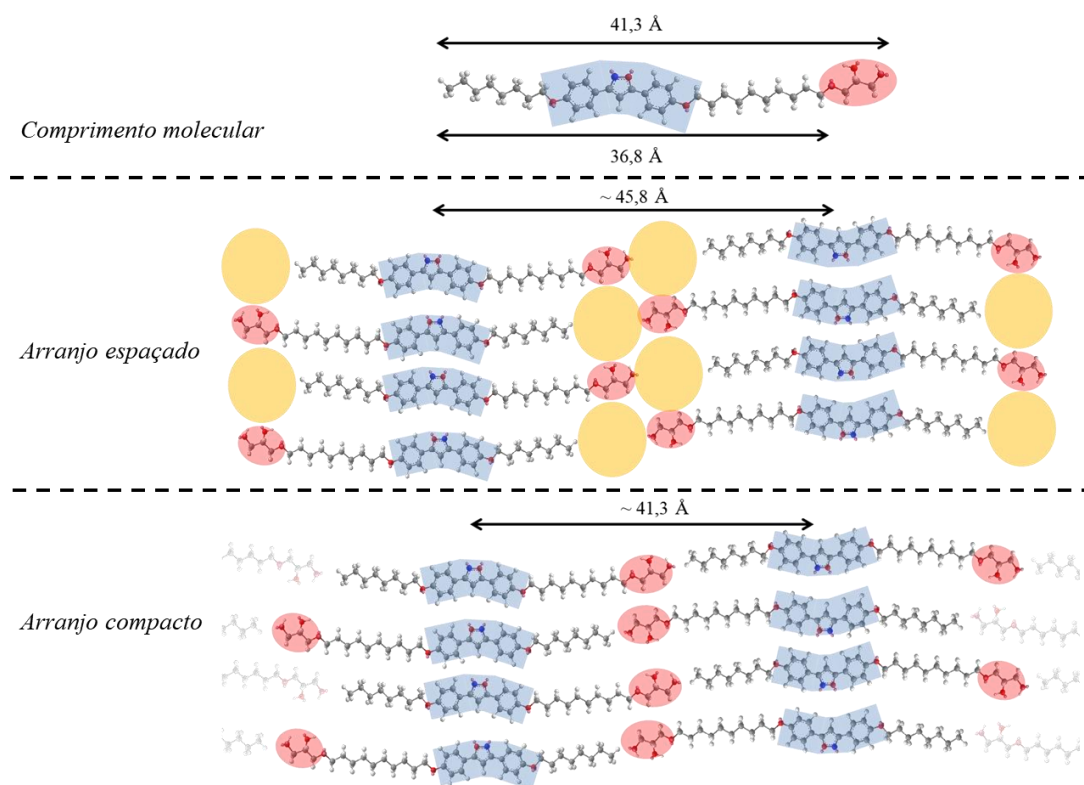 41,3 Å
Comprimento molecular
36,8 Å
~ 45,8 Å
Arranjo espaçado
~ 41,3 Å
Arranjo compacto